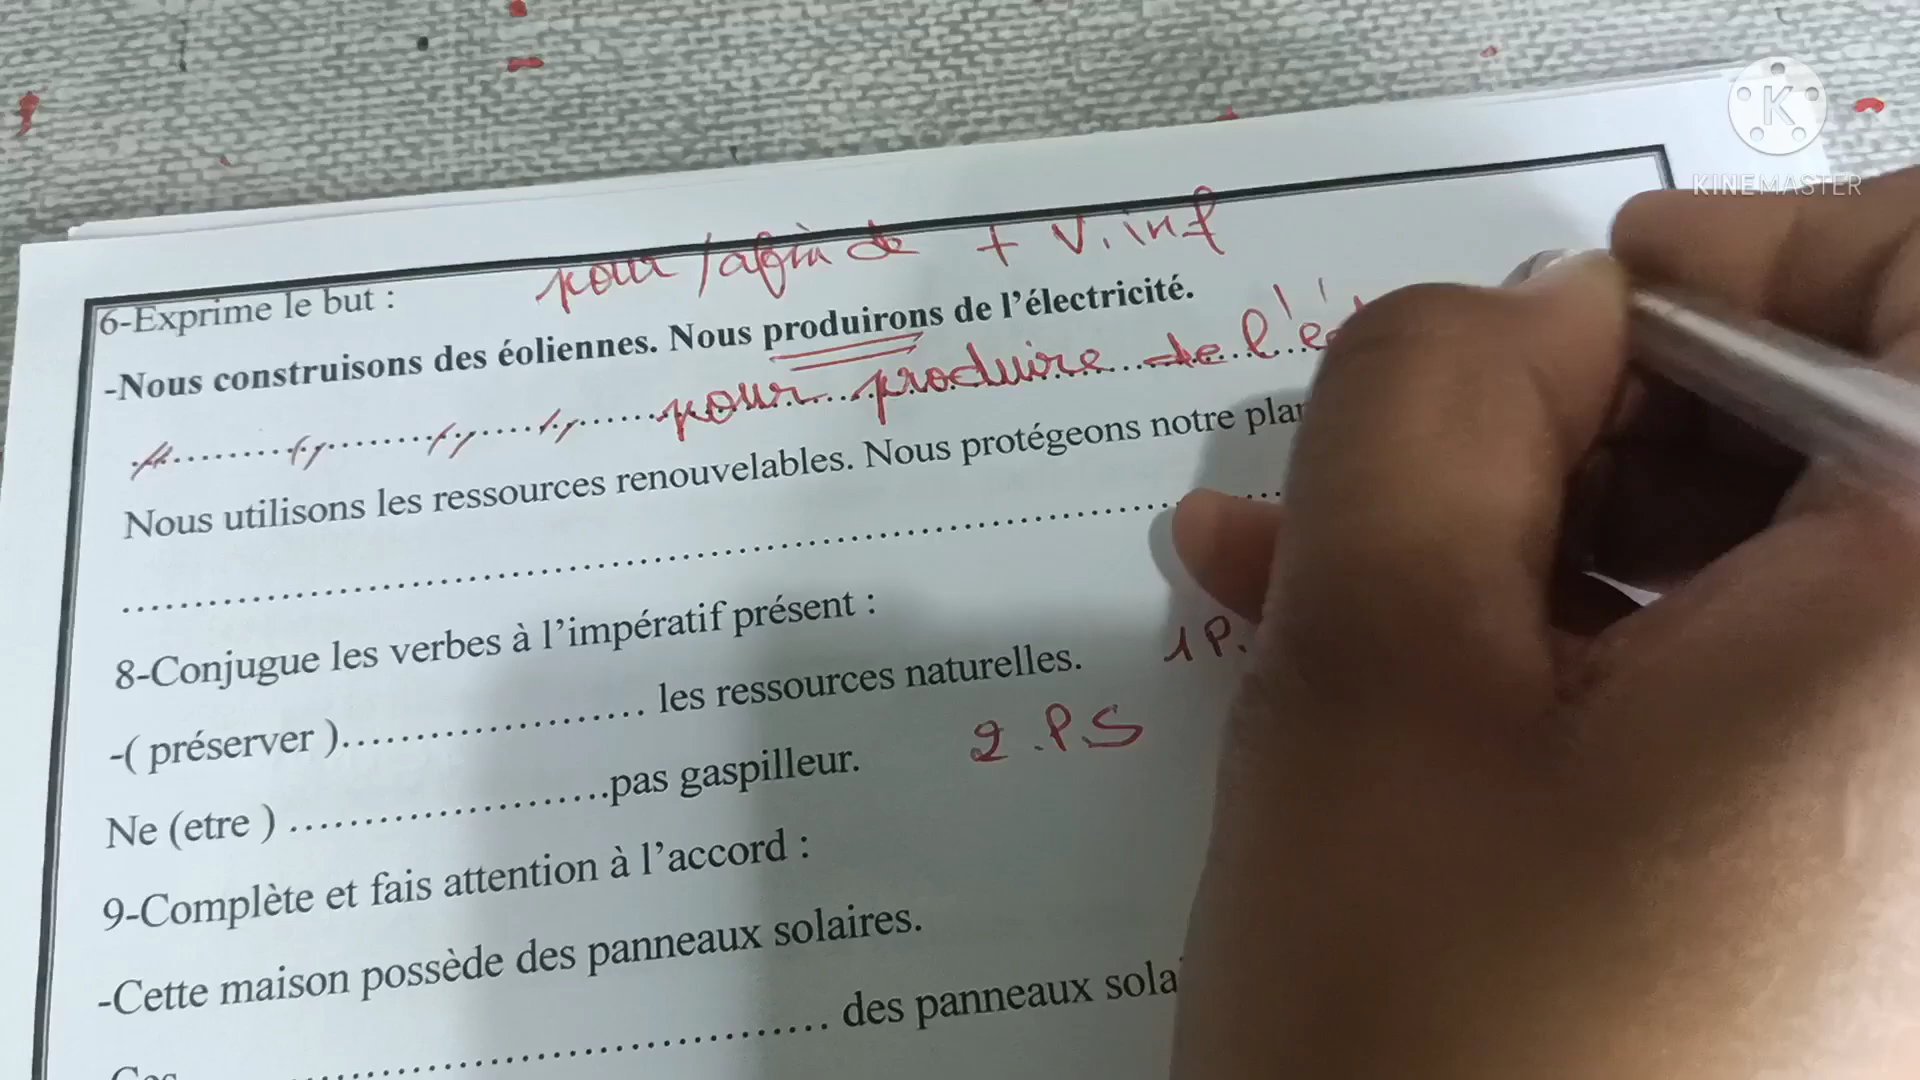 KINEMASTER
pour/afin de + V.inf
6-Exprime le but :
-Nous construisons des éoliennes. Nous produirons de l'électricité.
pour produire de l'é
Nous utilisons les ressources renouvelables. Nous protégeons notre plan
8-Conjugue les verbes à l'impératif présent :
-( préserver )..................... les ressources naturelles. 1 P.
Ne (etre ) ......................pas gaspilleur. 2.P.S
9-Complète et fais attention à l'accord :
-Cette maison possède des panneaux solaires.
Ces ........................................ des panneaux solai